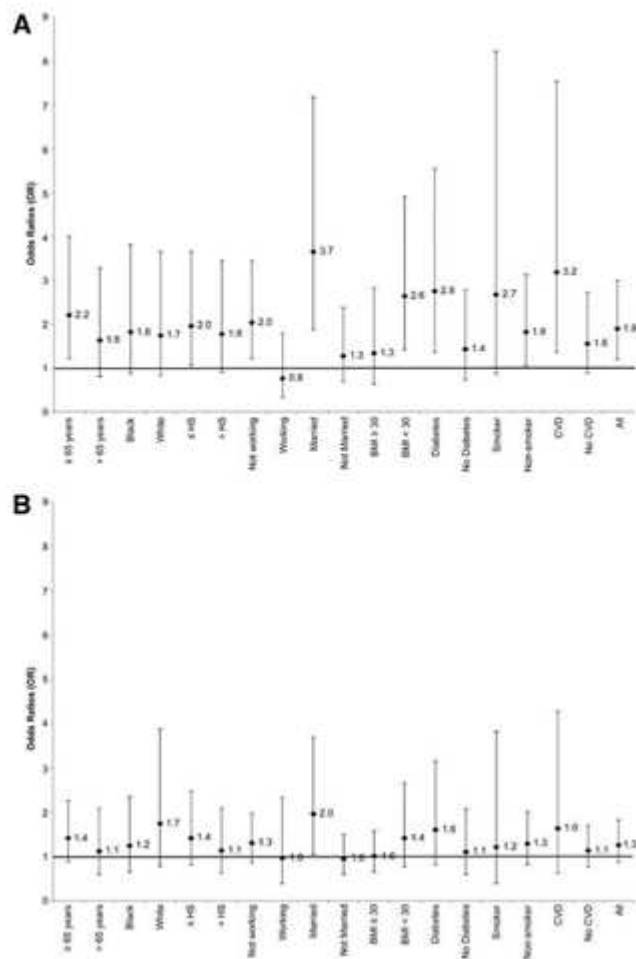 A
Odds Ratios (OR)
9
8
7
6
5
4
3
2
1
0
2.2
1.6
1.8
1.7
2.0
1.8
2.0
0.8
3.7
1.3
1.3
2.6
2.8
1.4
2.7
1.8
3.2
1.6
1.9
≤ 65 years
> 65 years
Black
White
≤ HS
> HS
Not working
Working
Married
Not Married
BMI ≥ 30
BMI < 30
Diabetes
No Diabetes
Smoker
Non-smoker
CVD
No CVD
All
B
Odds Ratios (OR)
9
8
7
6
5
4
3
2
1
0
1.4
1.1
1.2
1.7
1.4
1.1
1.3
1.0
2.0
1.0
1.0
1.4
1.6
1.1
1.2
1.3
1.6
1.1
1.3
≤ 65 years
> 65 years
Black
White
≤ HS
> HS
Not working
Working
Married
Not Married
BMI ≥ 30
BMI < 30
Diabetes
No Diabetes
Smoker
Non-smoker
CVD
No CVD
All